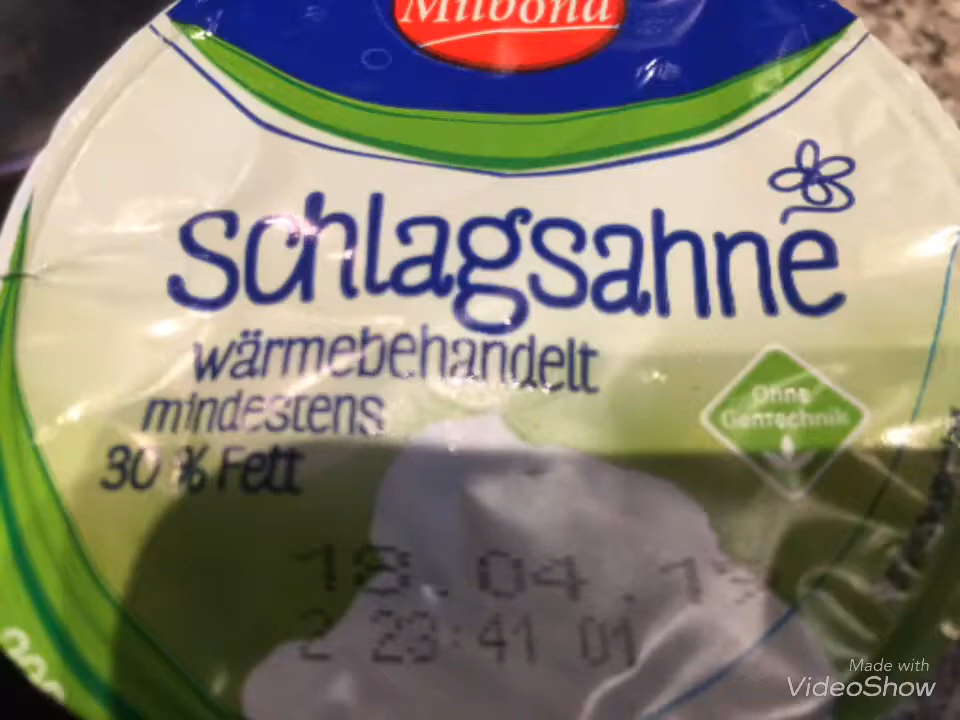 Milbona
Schlagsahne
wärmebehandelt
mindestens
30 % Fett
Ohne
Gentechnik
18.04.
2 23:41 01
Made with
VideoShow